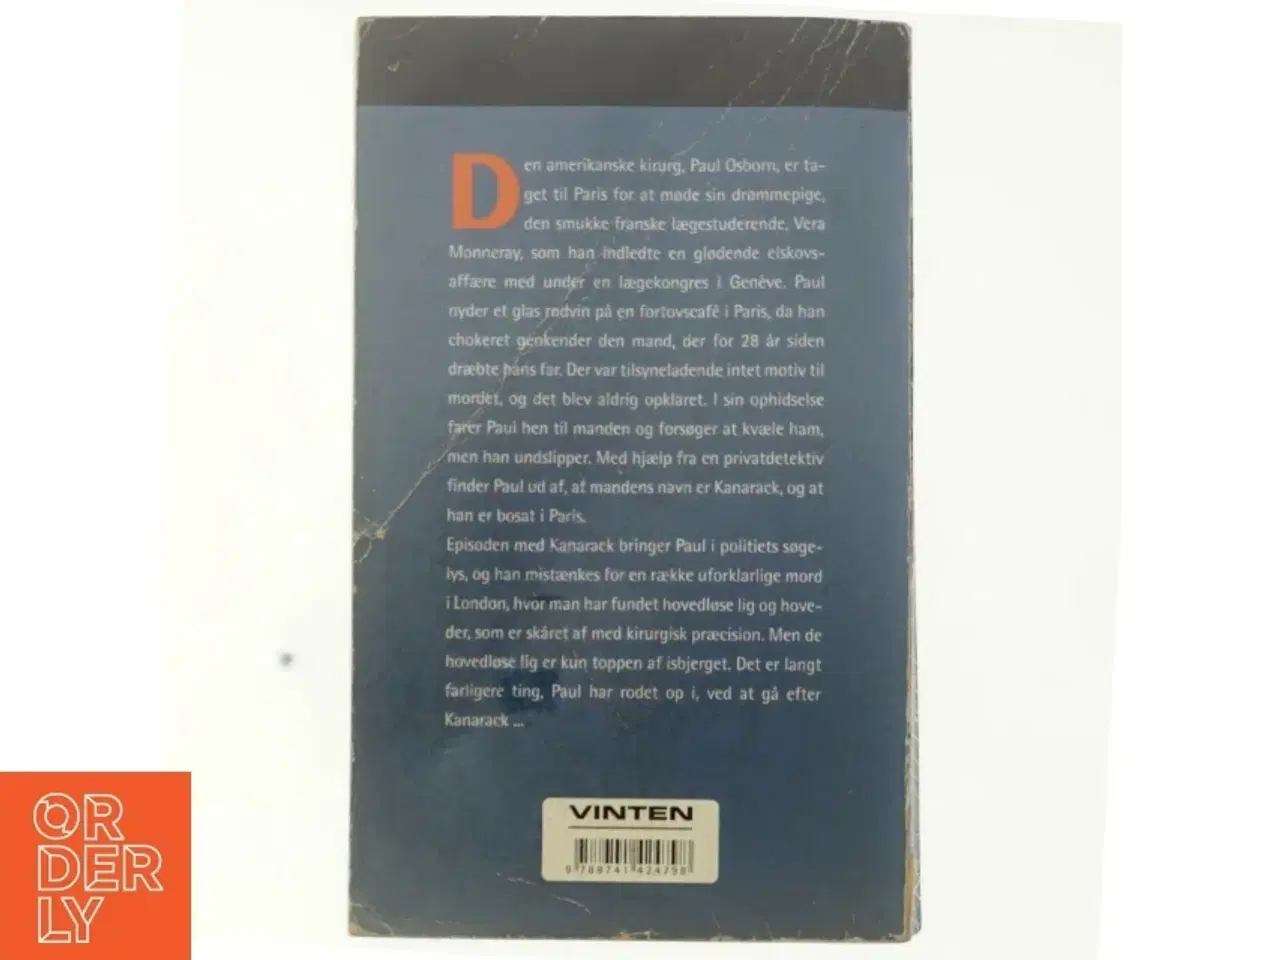 Den amerikanske kirurg, Paul Osborn, er ta-
get til Paris for at møde sin drømmepige,
den smukke franske lægestuderende, Vera
Monneray, som han indledte en glødende elskovs-
affære med under en lægekongres i Genève. Paul
nyder et glas rødvin på en fortovscafé i Paris, da han
chokeret genkender den mand, der for 28 år siden
dræbte hans far. Der var tilsyneladende intet motiv til
mordet, og det blev aldrig opklaret. I sin ophidselse
farer Paul hen til manden og forsøger at kvæle ham,
men han undslipper. Med hjælp fra en privatdetektiv
finder Paul ud af, at mandens navn er Kanarack, og at
han er bosat i Paris.
Episoden med Kanarack bringer Paul i politiets søge-
lys, og han mistænkes for en række uforklarlige mord
i London, hvor man har fundet hovedløse lig og hove-
der, som er skåret af med kirurgisk præcision. Men de
hovedløse lig er kun toppen af isbjerget. Det er langt
farligere ting, Paul har rodet op i, ved at gå efter
Kanarack ...
VINTEN
9 788741 424798
OR
DER
LY